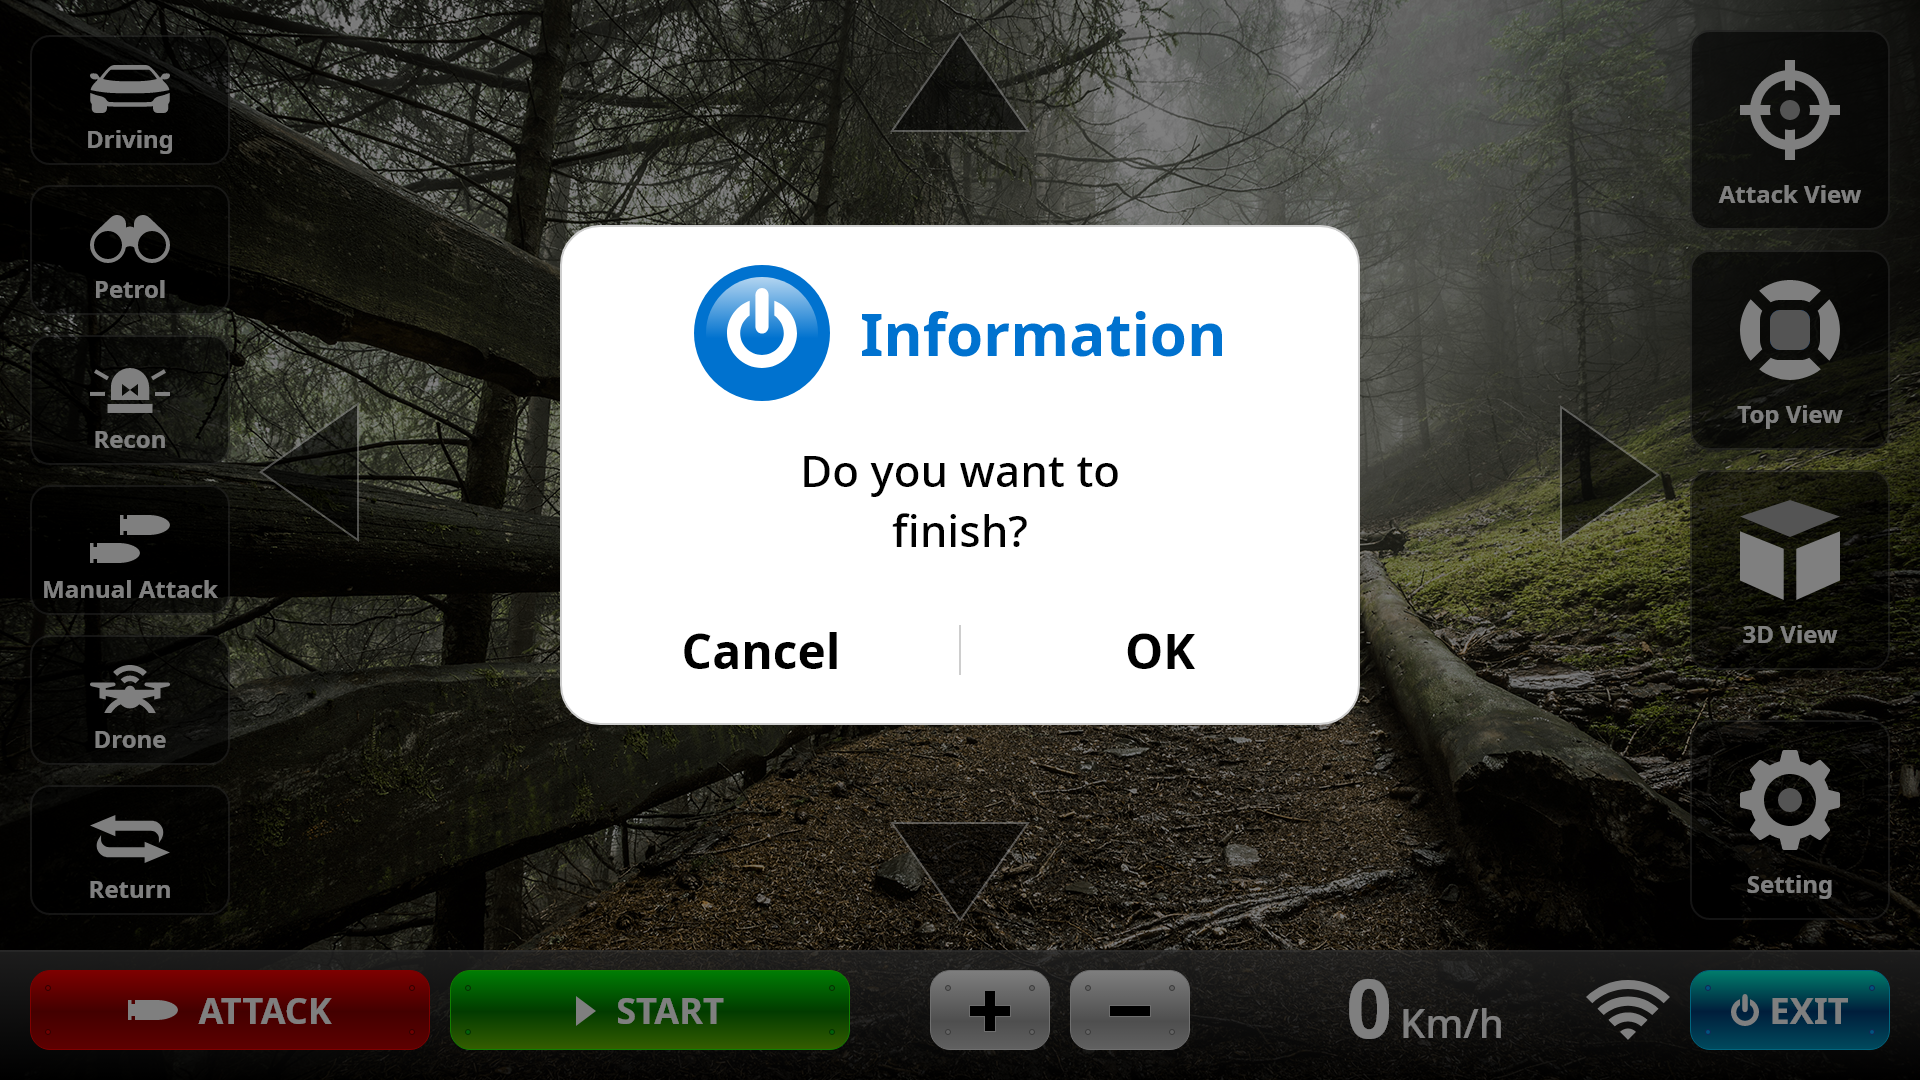 Driving
Petrol
Recon
Manual Attack
Drone
Return
Information
Do you want to
finish?
Cancel
OK
Attack View
Top View
3D View
Setting
ATTACK
START
0 Km/h
EXIT